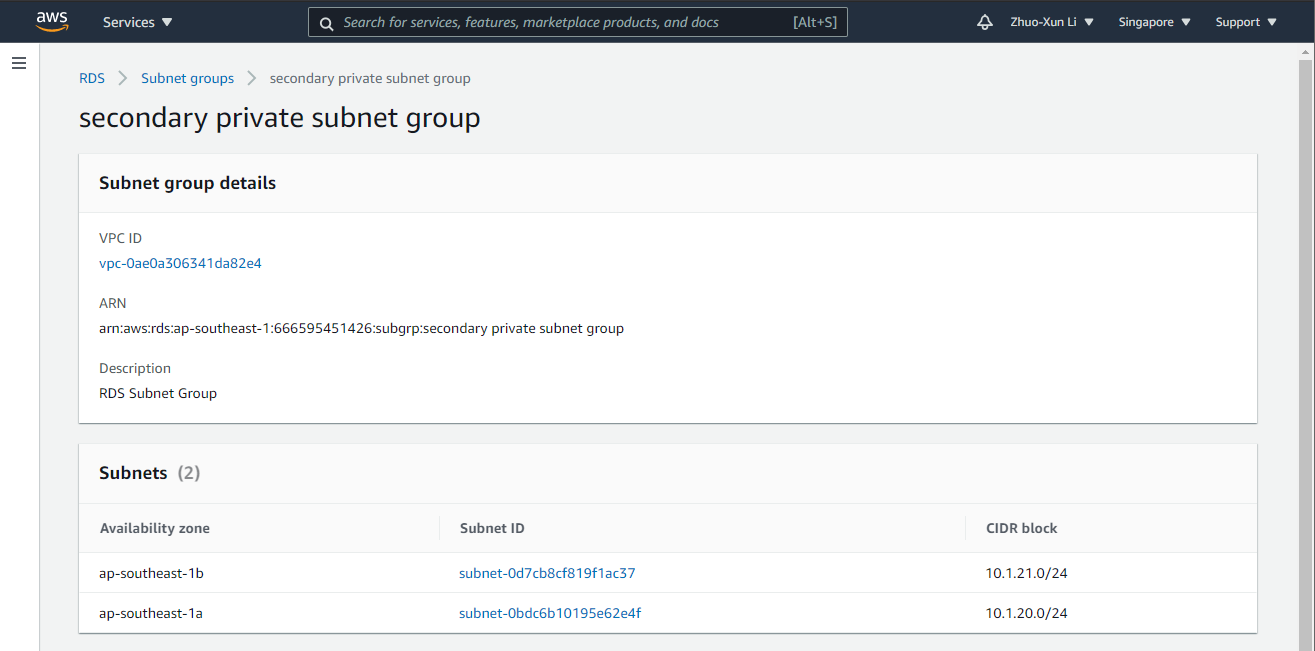 aws Services Search for services, features, marketplace products, and docs [Alt+S] Zhuo-Xun Li Singapore Support
RDS Subnet groups secondary private subnet group
secondary private subnet group
Subnet group details
VPC ID
vpc-0ae0a306341da82e4
ARN
arn:aws:rds:ap-southeast-1:666595451426:subgrp:secondary private subnet group
Description
RDS Subnet Group
Subnets (2)
Availability zone Subnet ID CIDR block
ap-southeast-1b subnet-0d7cb8cf819f1ac37 10.1.21.0/24
ap-southeast-1a subnet-0bdc6b10195e62e4f 10.1.20.0/24